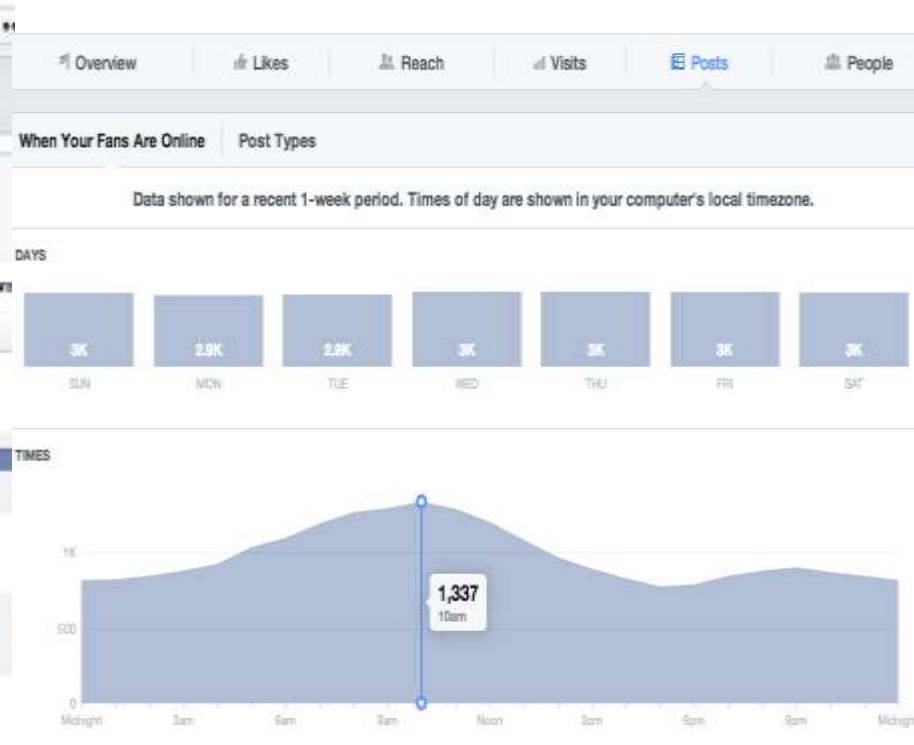 Overview Likes Reach Visits Posts People
When Your Fans Are Online Post Types
Data shown for a recent 1-week period. Times of day are shown in your computer's local timezone.
DAYS
3K 2.9K 2.9K 3K 3K 3K 3K
SUN MON TUE WED THU FRI SAT
TIMES
1K
1,337
10am
500
0
Midnight 3am 6am 9am Noon 3pm 6pm 9pm Midnigh